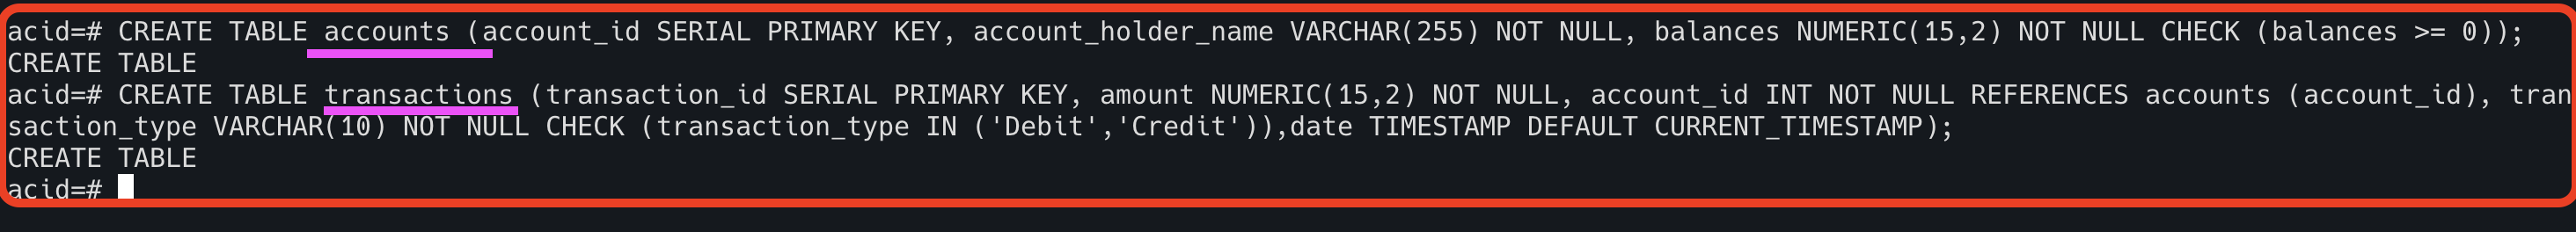 acid=# CREATE TABLE accounts (account_id SERIAL PRIMARY KEY, account_holder_name VARCHAR(255) NOT NULL, balances NUMERIC(15,2) NOT NULL CHECK (balances >= 0));
CREATE TABLE
acid=# CREATE TABLE transactions (transaction_id SERIAL PRIMARY KEY, amount NUMERIC(15,2) NOT NULL, account_id INT NOT NULL REFERENCES accounts (account_id), tran
saction_type VARCHAR(10) NOT NULL CHECK (transaction_type IN ('Debit','Credit')),date TIMESTAMP DEFAULT CURRENT_TIMESTAMP);
CREATE TABLE
acid=#